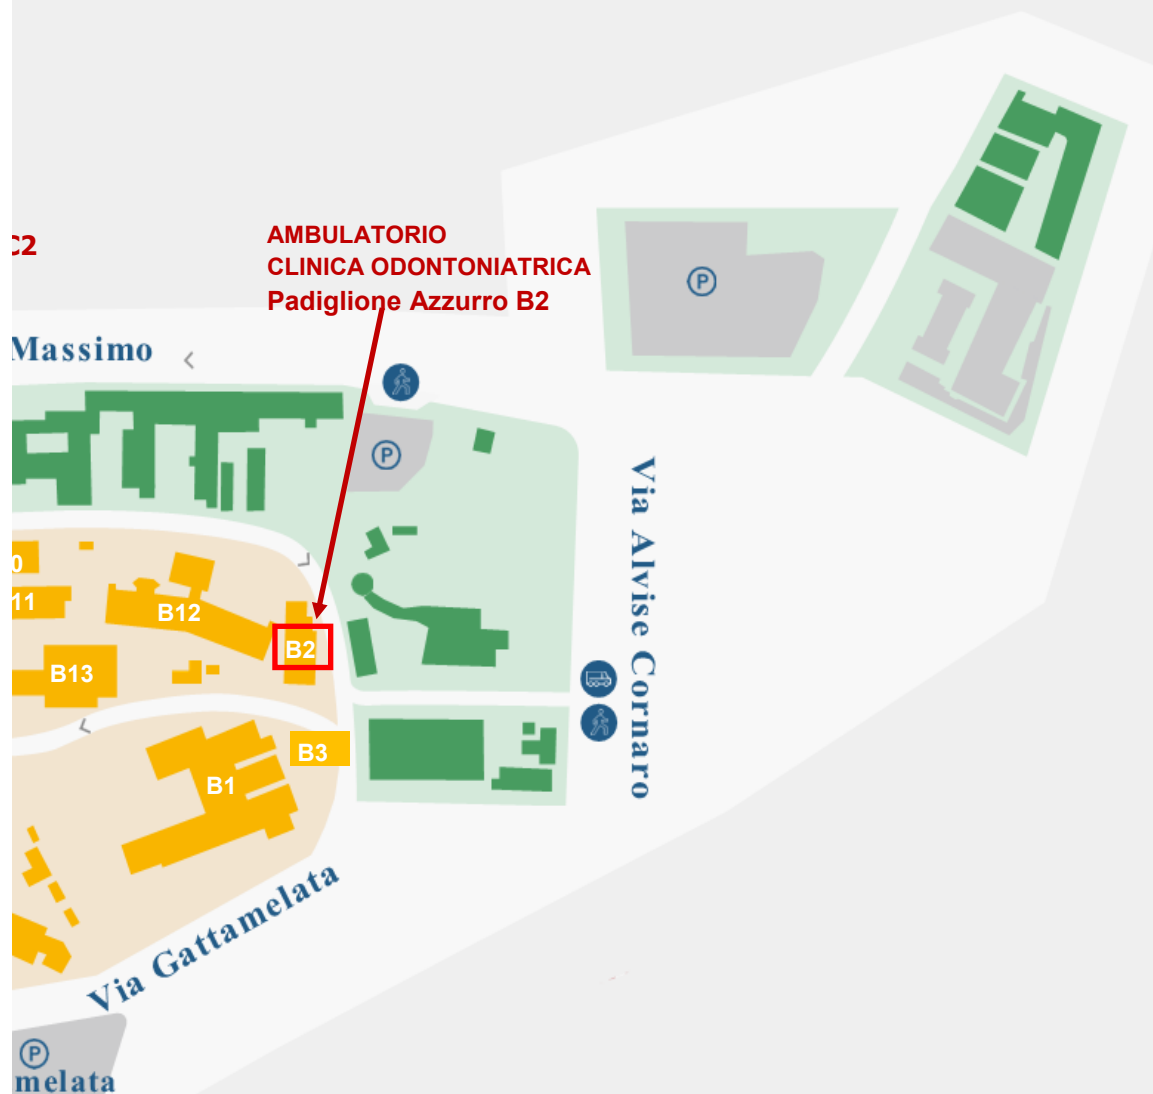 C2
AMBULATORIO
CLINICA ODONTONIATRICA
Padiglione Azzurro B2
Massimo
P
P
Via Alvise Cornaro
0
11
B12
B2
B13
B3
B1
Via Gattamelata
P
melata